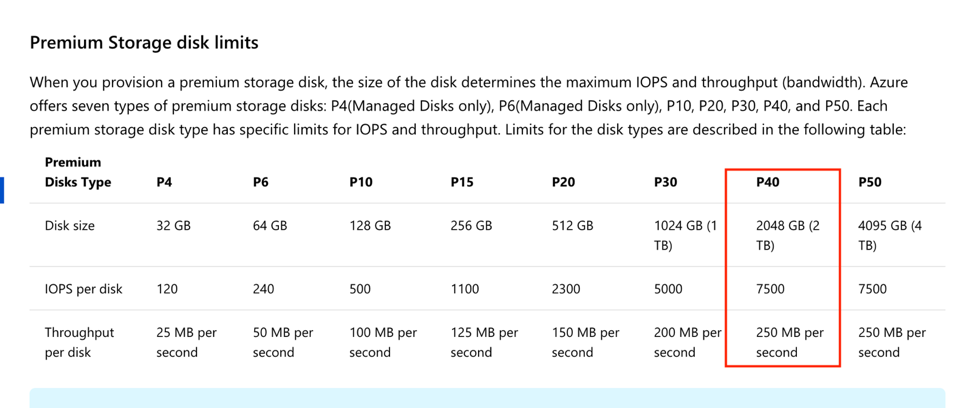 Premium Storage disk limits
When you provision a premium storage disk, the size of the disk determines the maximum IOPS and throughput (bandwidth). Azure
offers seven types of premium storage disks: P4(Managed Disks only), P6(Managed Disks only), P10, P20, P30, P40, and P50. Each
premium storage disk type has specific limits for IOPS and throughput. Limits for the disk types are described in the following table:
Premium
Disks Type P4 P6 P10 P15 P20 P30 P40 P50
Disk size 32 GB 64 GB 128 GB 256 GB 512 GB 1024 GB (1 2048 GB (2 4095 GB (4
TB) TB) TB)
IOPS per disk 120 240 500 1100 2300 5000 7500 7500
Throughput 25 MB per 50 MB per 100 MB per 125 MB per 150 MB per 200 MB per 250 MB per 250 MB per
per disk second second second second second second second second